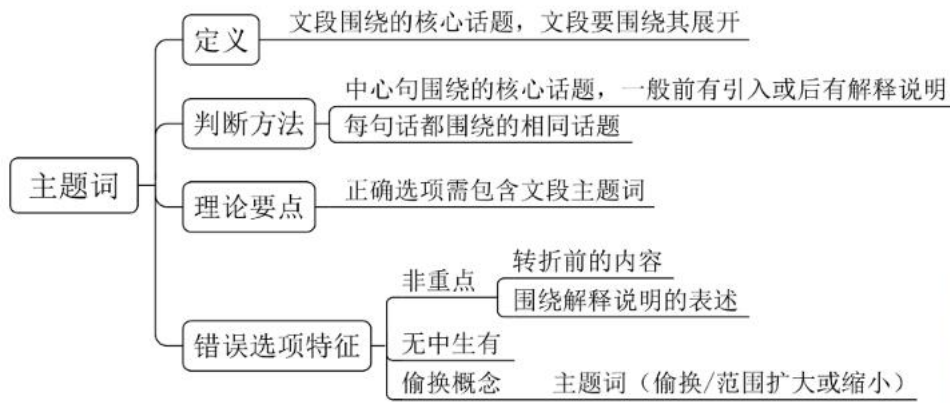 定义
文段围绕的核心话题，文段要围绕其展开
判断方法
中心句围绕的核心话题，一般前有引入或后有解释说明
每句话都围绕的相同话题
主题词
理论要点
正确选项需包含文段主题词
错误选项特征
非重点
转折前的内容
围绕解释说明的表述
无中生有
偷换概念 主题词（偷换/范围扩大或缩小）